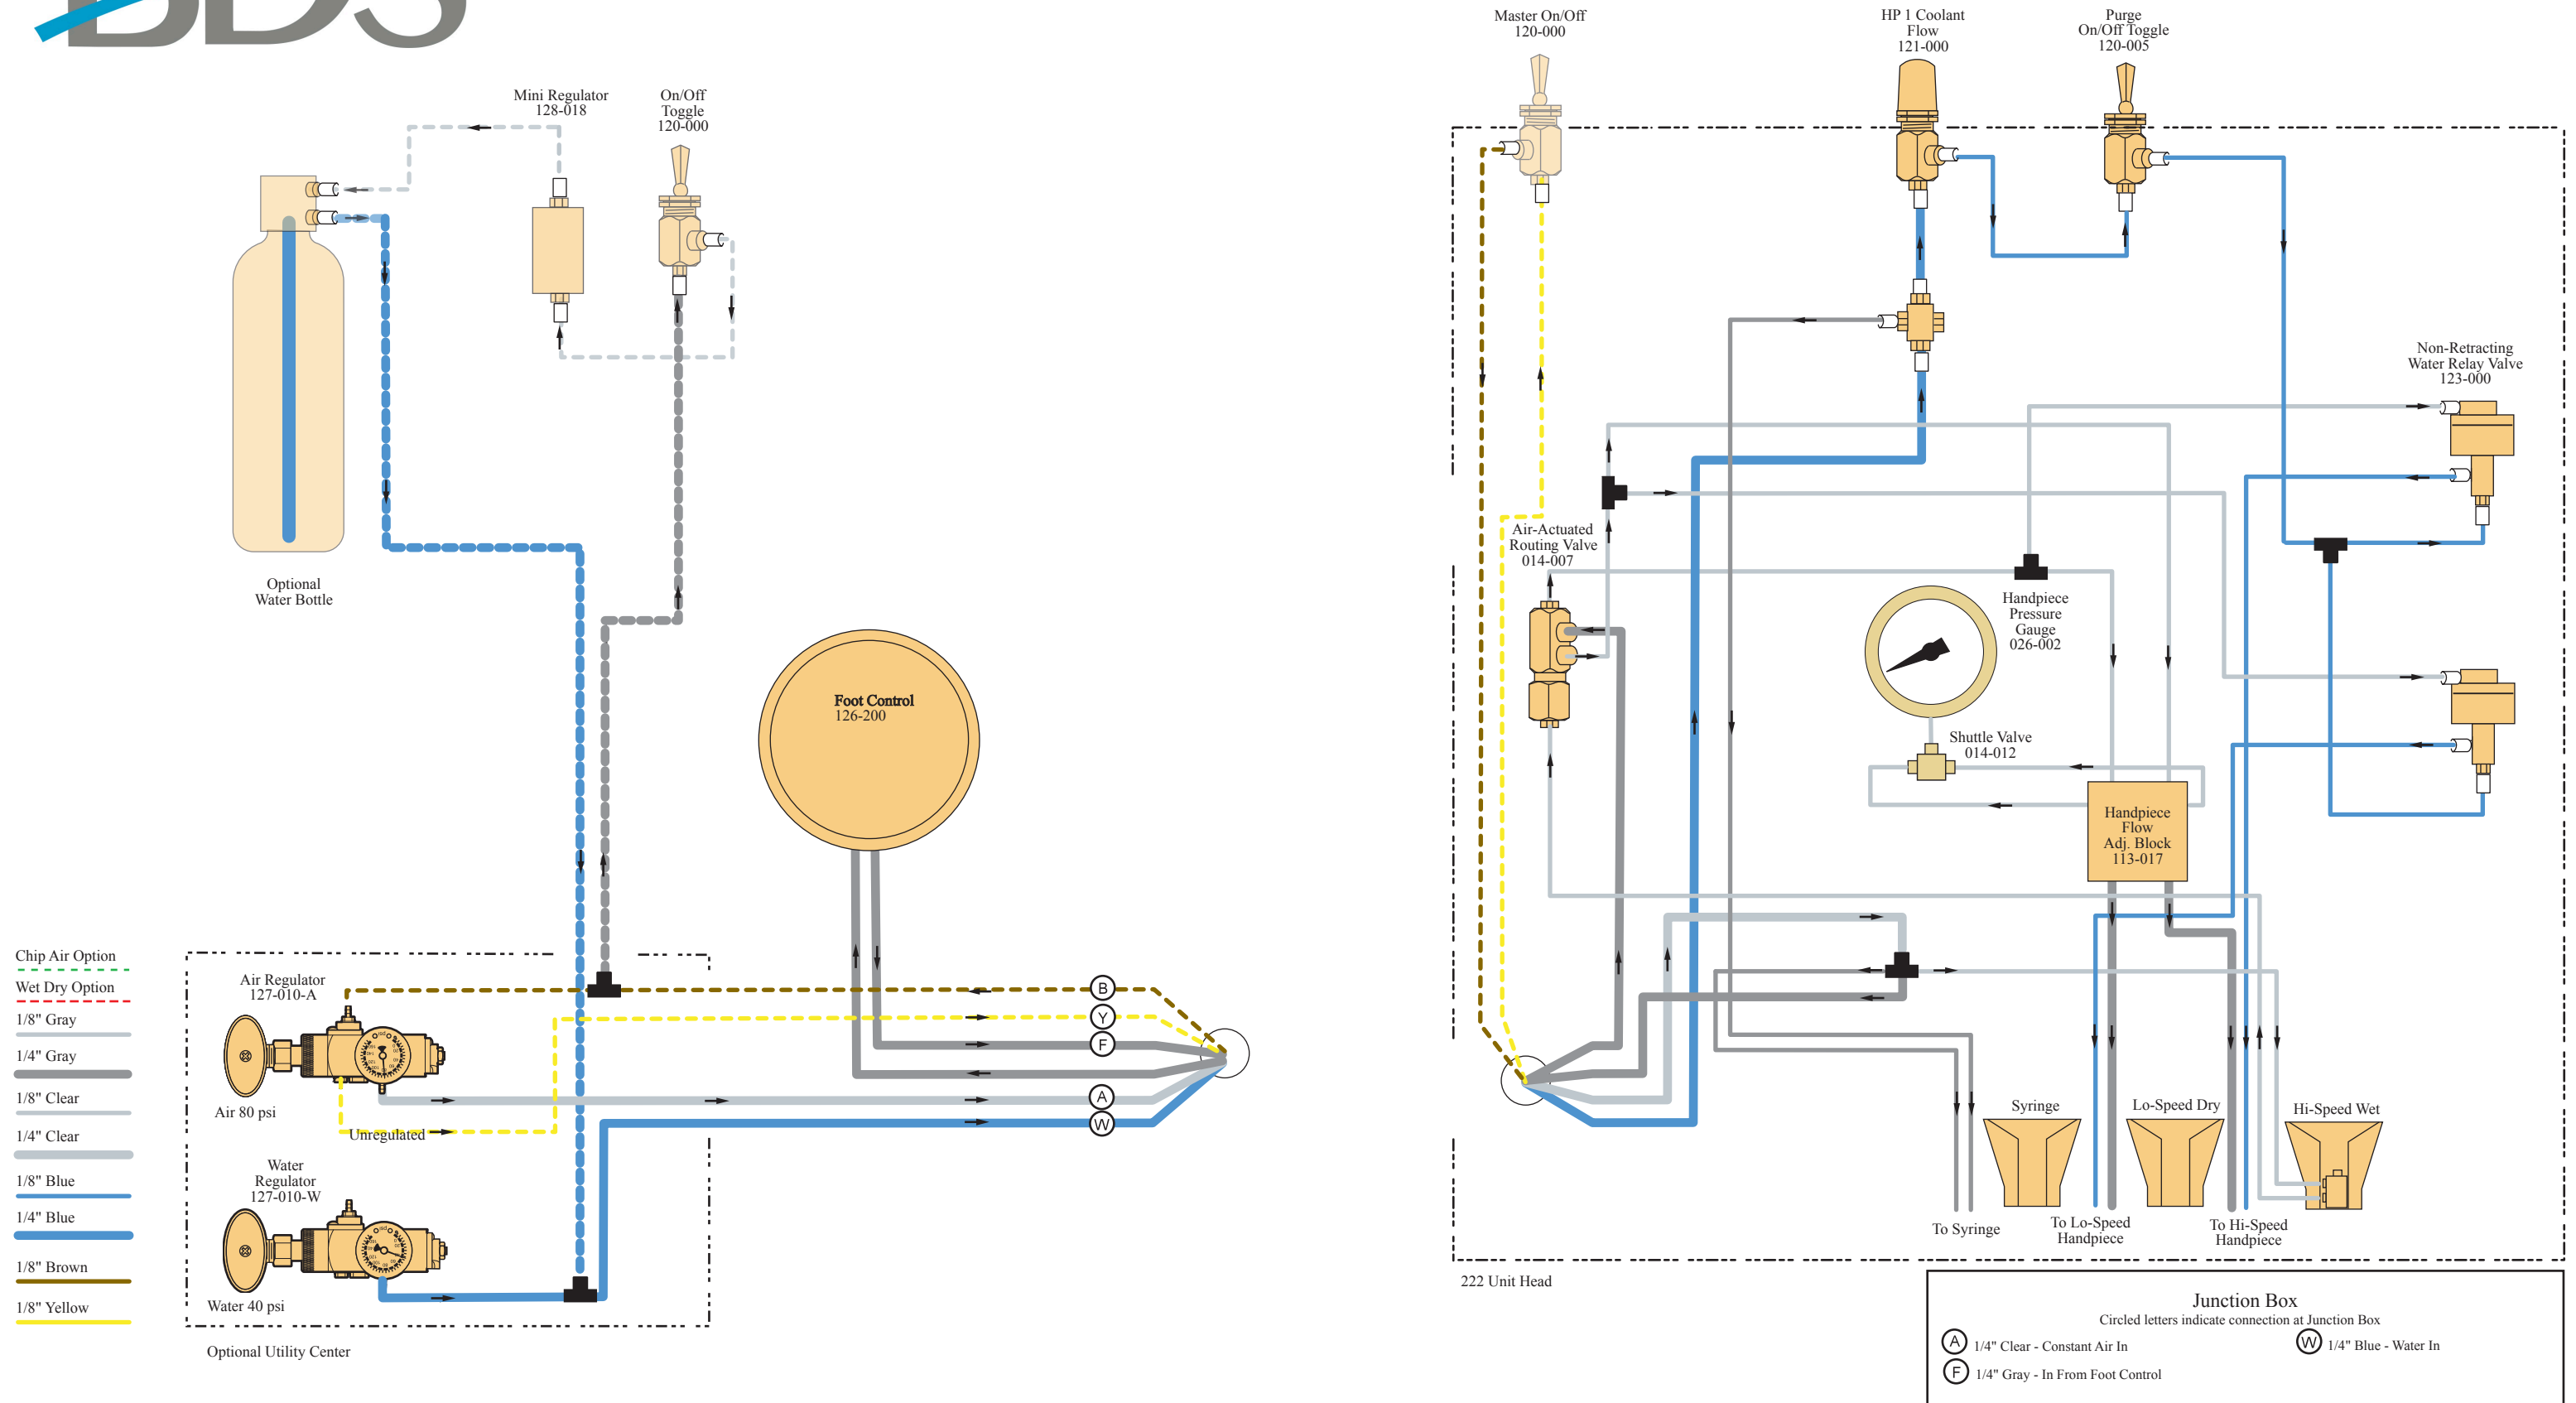 BDS
Mini Regulator
128-018
On/Off
Toggle
120-000
Optional
Water Bottle
Foot Control
126-200
Chip Air Option
Wet Dry Option
1/8" Gray
1/4" Gray
1/8" Clear
1/4" Clear
1/8" Blue
1/4" Blue
1/8" Brown
1/8" Yellow
Air Regulator
127-010-A
Air 80 psi
Unregulated
Water
Regulator
127-010-W
Water 40 psi
Optional Utility Center
B
Y
F
A
W
Master On/Off
120-000
HP 1 Coolant
Flow
121-000
Purge
On/Off Toggle
120-005
Non-Retracting
Water Relay Valve
123-000
Air-Actuated
Routing Valve
014-007
Handpiece
Pressure
Gauge
026-002
Shuttle Valve
014-012
Handpiece
Flow
Adj. Block
113-017
Syringe
Lo-Speed Dry
Hi-Speed Wet
To Syringe
To Lo-Speed
Handpiece
To Hi-Speed
Handpiece
222 Unit Head
Junction Box
Circled letters indicate connection at Junction Box
A 1/4" Clear - Constant Air In
W 1/4" Blue - Water In
F 1/4" Gray - In From Foot Control